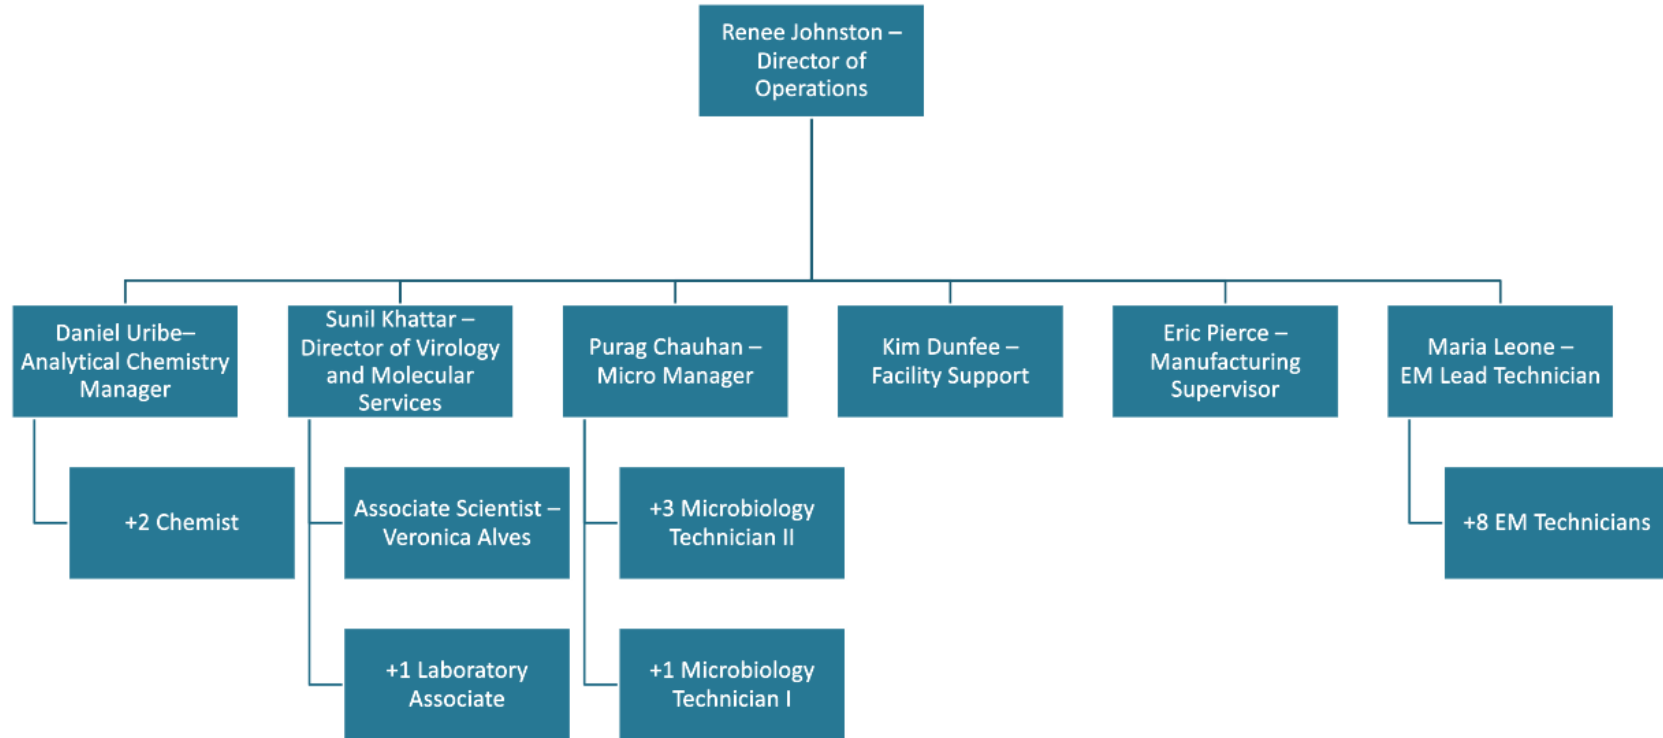 Renee Johnston –
Director of
Operations
Daniel Uribe–
Analytical Chemistry
Manager
Sunil Khattar –
Director of Virology
and Molecular
Services
Purag Chauhan –
Micro Manager
Kim Dunfee –
Facility Support
Eric Pierce –
Manufacturing
Supervisor
Maria Leone –
EM Lead Technician
+2 Chemist
Associate Scientist –
Veronica Alves
+3 Microbiology
Technician II
+8 EM Technicians
+1 Laboratory
Associate
+1 Microbiology
Technician I